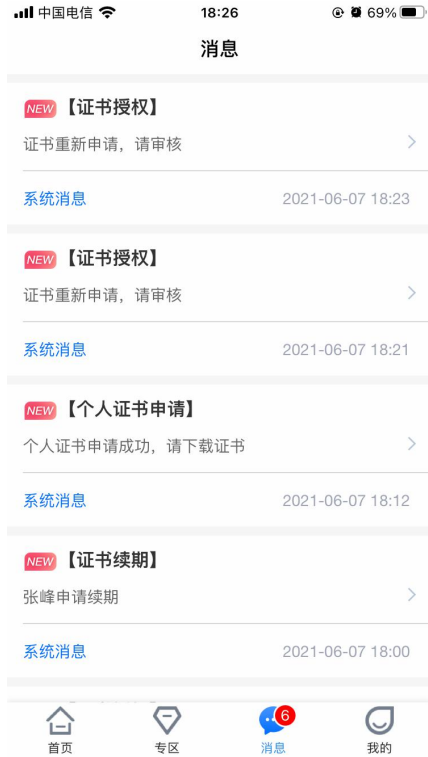 中国电信 18:26 69%
消息
NEW 【证书授权】
证书重新申请，请审核
系统消息 2021-06-07 18:23
NEW 【证书授权】
证书重新申请，请审核
系统消息 2021-06-07 18:21
NEW 【个人证书申请】
个人证书申请成功，请下载证书
系统消息 2021-06-07 18:12
NEW 【证书续期】
张峰申请续期
系统消息 2021-06-07 18:00
6
首页 专区 消息 我的